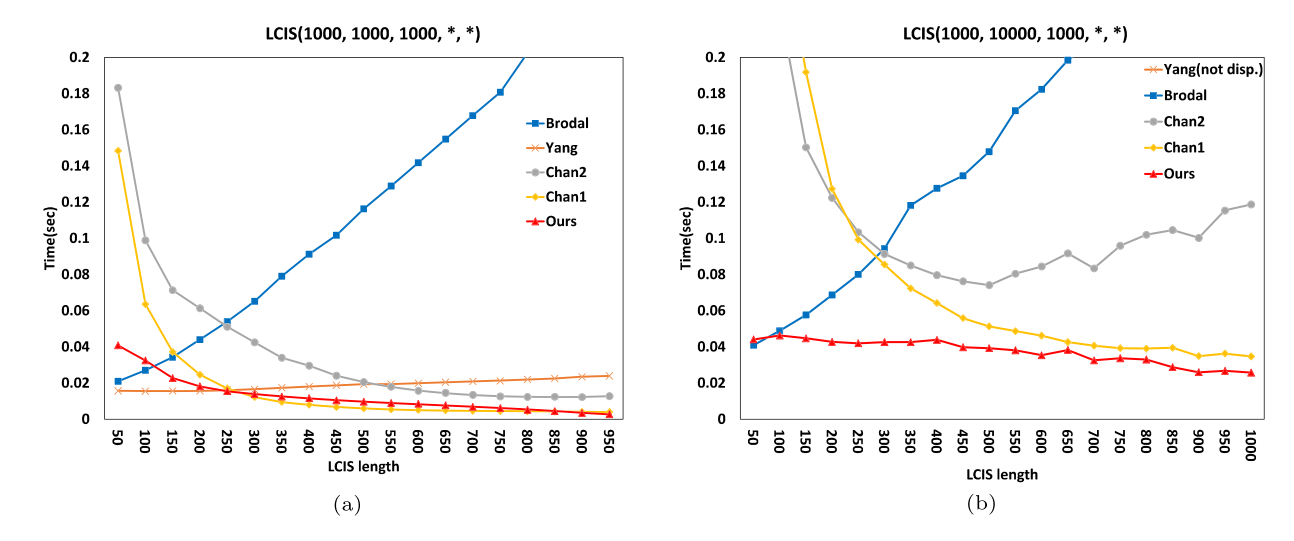 LCIS(1000, 1000, 1000, *, *)
Time(sec)
0.2
0.18
0.16
0.14
0.12
0.1
0.08
0.06
0.04
0.02
0
Brodal
Yang
Chan2
Chan1
Ours
50 100 150 200 250 300 350 400 450 500 550 600 650 700 750 800 850 900 950
LCIS length
(a)
LCIS(1000, 10000, 1000, *, *)
Time(sec)
0.2
0.18
0.16
0.14
0.12
0.1
0.08
0.06
0.04
0.02
0
Yang(not disp.)
Brodal
Chan2
Chan1
Ours
50 100 150 200 250 300 350 400 450 500 550 600 650 700 750 800 850 900 950 1000
LCIS length
(b)